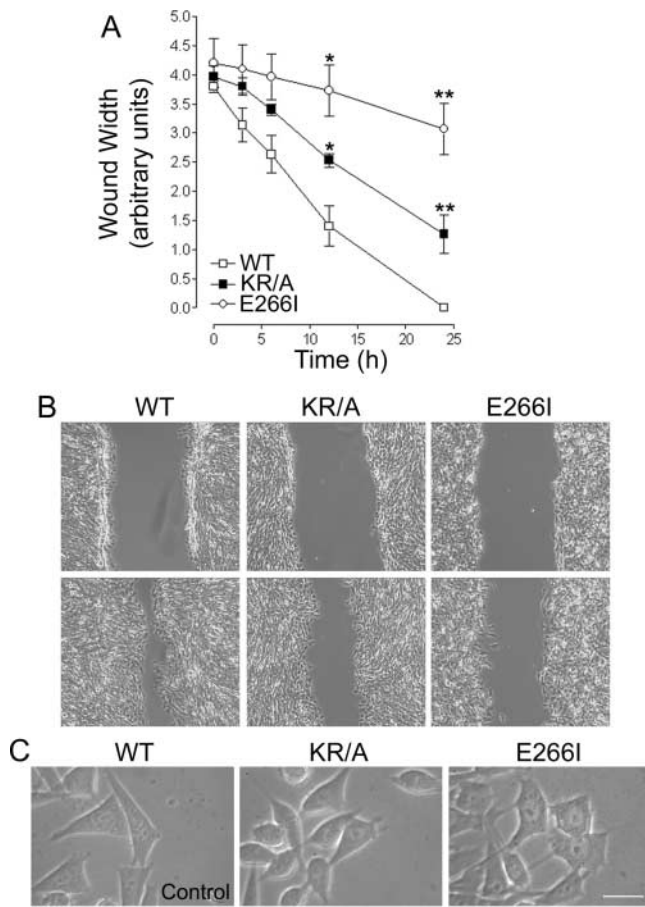 A
Wound Width
(arbitrary units)
5.0
4.5
4.0
3.5
3.0
2.5
2.0
1.5
1.0
0.5
0.0
* **
* **
WT
KR/A
E266I
0 5 10 15 20 25
Time (h)
B
WT KR/A E266I
C
WT KR/A E266I
Control